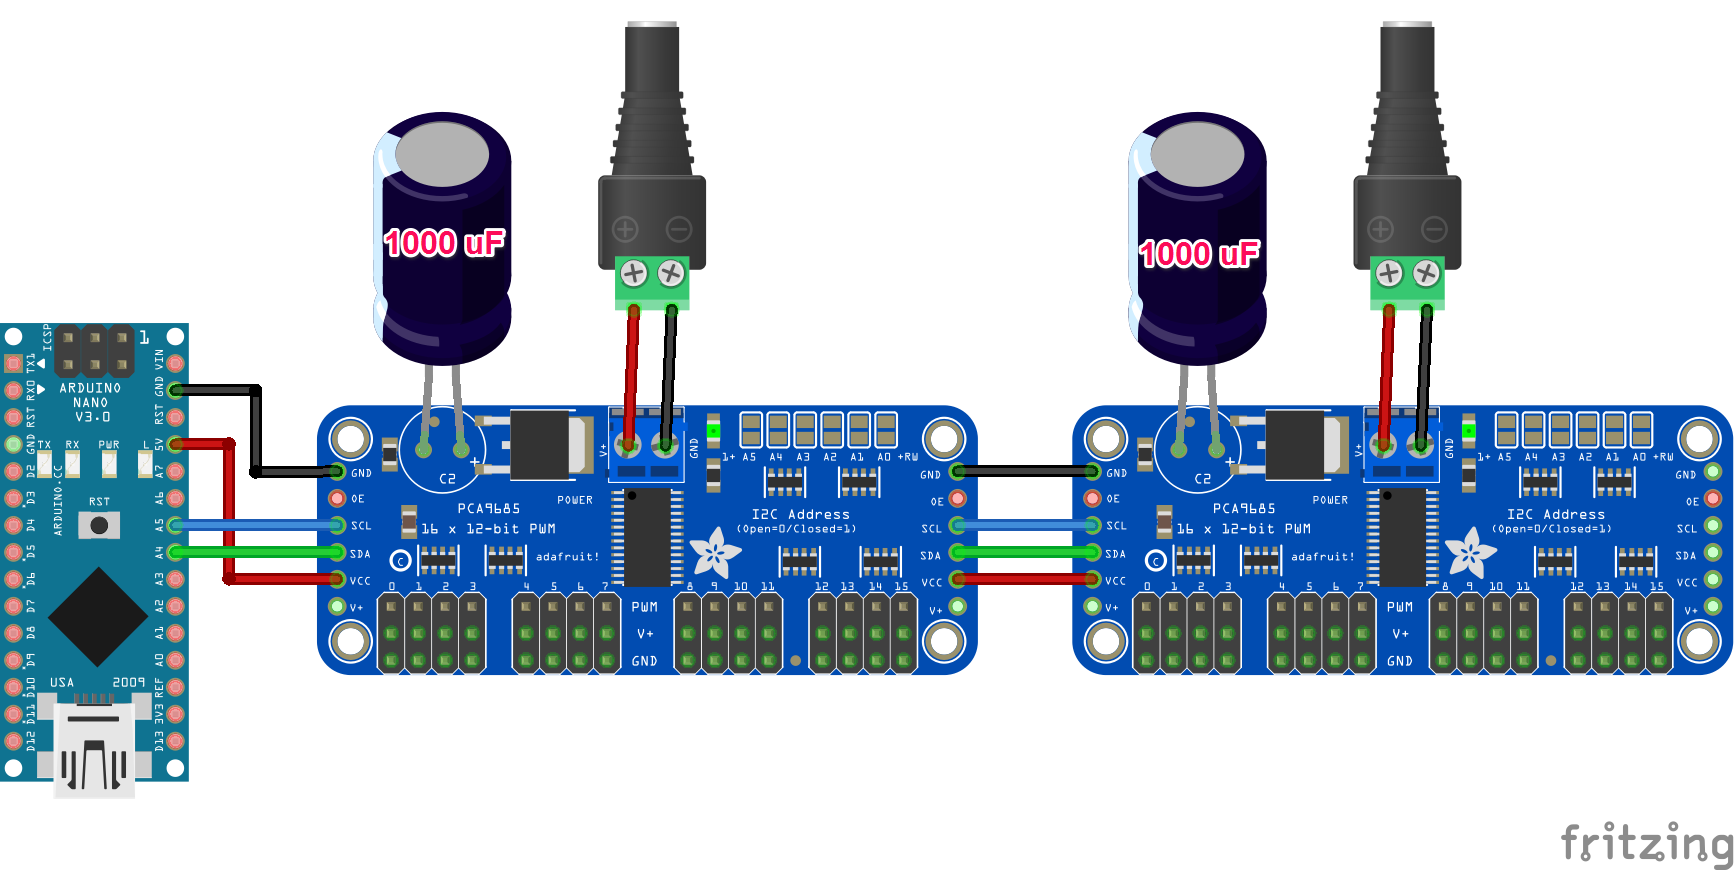 1000 uF
1000 uF
ICSP
1
TX1
RX0
RST
GND
D2
D3
D4
D5
D6
D7
D8
D9
D10
D11
D12
VIN
GND
RST
5V
A7
A6
A5
A4
A3
A2
A1
A0
REF
3V3
D13
ARDUINO
NANO
V3.0
TX RX PWR L
ARDUINO.CC
RST
USA 2009
GND
OE
SCL
SDA
VCC
V+
C2
+
V+
GND
POWER
PCA9685
16 x 12-bit PWM
adafruit!
C
1+ A5 A4 A3 A2 A1 A0 +RW
I2C Address
(Open=0/Closed=1)
GND
OE
SCL
SDA
VCC
V+
0 1 2 3 4 5 6 7 8 9 10 11 12 13 14 15
PWM
V+
GND
GND
OE
SCL
SDA
VCC
V+
C2
+
V+
GND
POWER
PCA9685
16 x 12-bit PWM
adafruit!
C
1+ A5 A4 A3 A2 A1 A0 +RW
I2C Address
(Open=0/Closed=1)
GND
OE
SCL
SDA
VCC
V+
0 1 2 3 4 5 6 7 8 9 10 11 12 13 14 15
PWM
V+
GND
fritzing